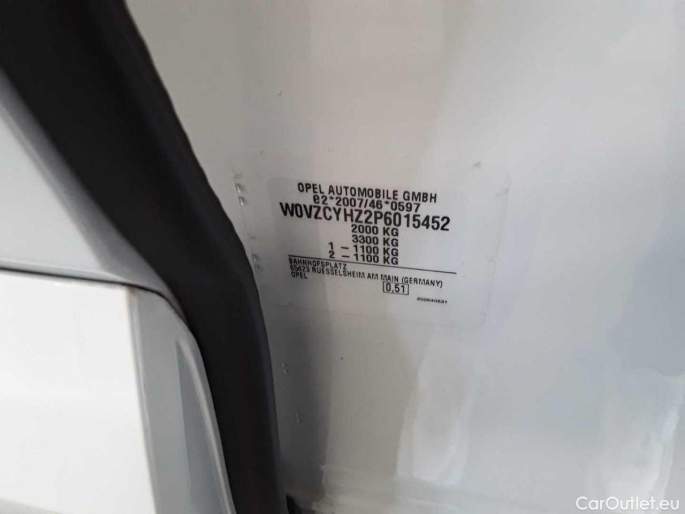 OPEL AUTOMOBILE GMBH
e2*2007/46*0597
W0VZCYHZ2P6015452
2000 KG
3300 KG
1 - 1100 KG
2 - 1100 KG
BAHNHOFSPLATZ
65423 RUESSELSHEIM AM MAIN (GERMANY)
OPEL
0,51
CarOutlet.eu